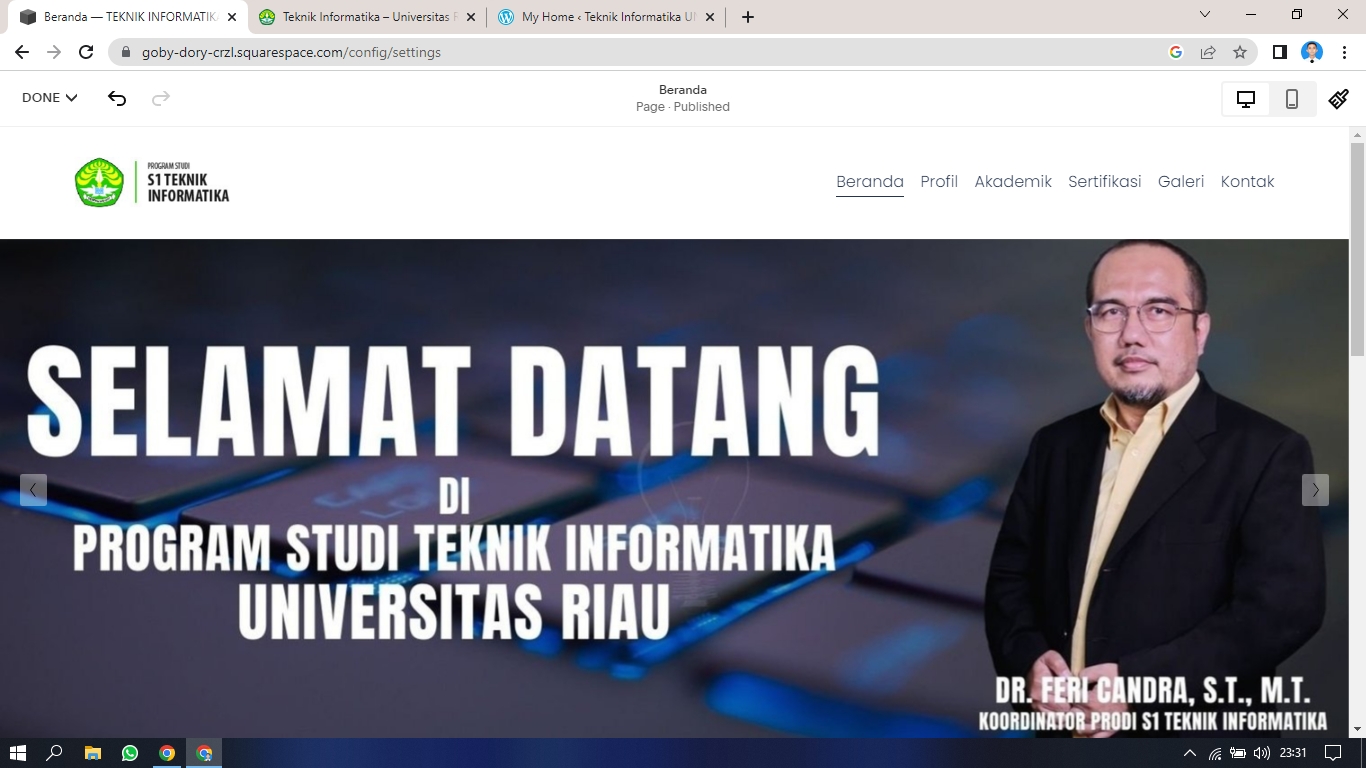 Beranda — TEKNIK INFORMATIKA
Teknik Informatika – Universitas R
My Home ‹ Teknik Informatika UN
goby-dory-crzl.squarespace.com/config/settings
DONE
Beranda
Page · Published
PROGRAM STUDI
S1 TEKNIK
INFORMATIKA
Beranda Profil Akademik Sertifikasi Galeri Kontak
SELAMAT DATANG
DI
PROGRAM STUDI TEKNIK INFORMATIKA
UNIVERSITAS RIAU
DR. FERI CANDRA, S.T., M.T.
KOORDINATOR PRODI S1 TEKNIK INFORMATIKA
23:31